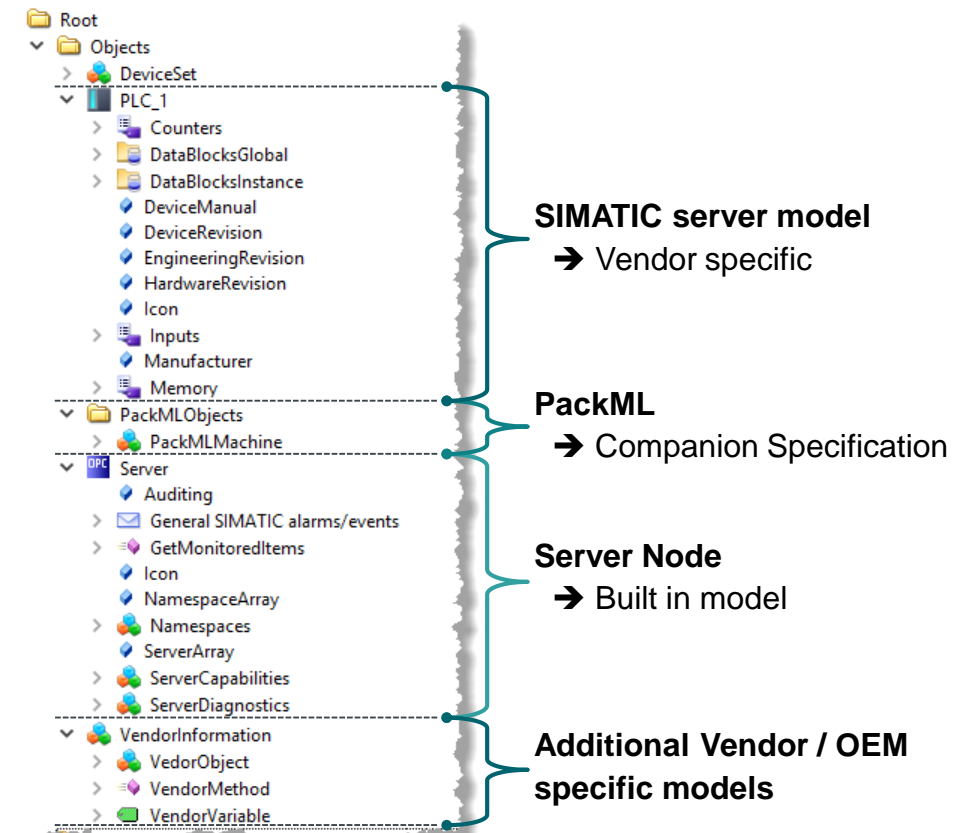 Root
Objects
DeviceSet
PLC_1
Counters
DataBlocksGlobal
DataBlocksInstance
DeviceManual
DeviceRevision
EngineeringRevision
HardwareRevision
Icon
Inputs
Manufacturer
Memory
PackMLObjects
PackMLMachine
OPC Server
Auditing
General SIMATIC alarms/events
GetMonitoredItems
Icon
NamespaceArray
Namespaces
ServerArray
ServerCapabilities
ServerDiagnostics
VendorInformation
VedorObject
VendorMethod
VendorVariable
SIMATIC server model
➔ Vendor specific
PackML
➔ Companion Specification
Server Node
➔ Built in model
Additional Vendor / OEM
specific models